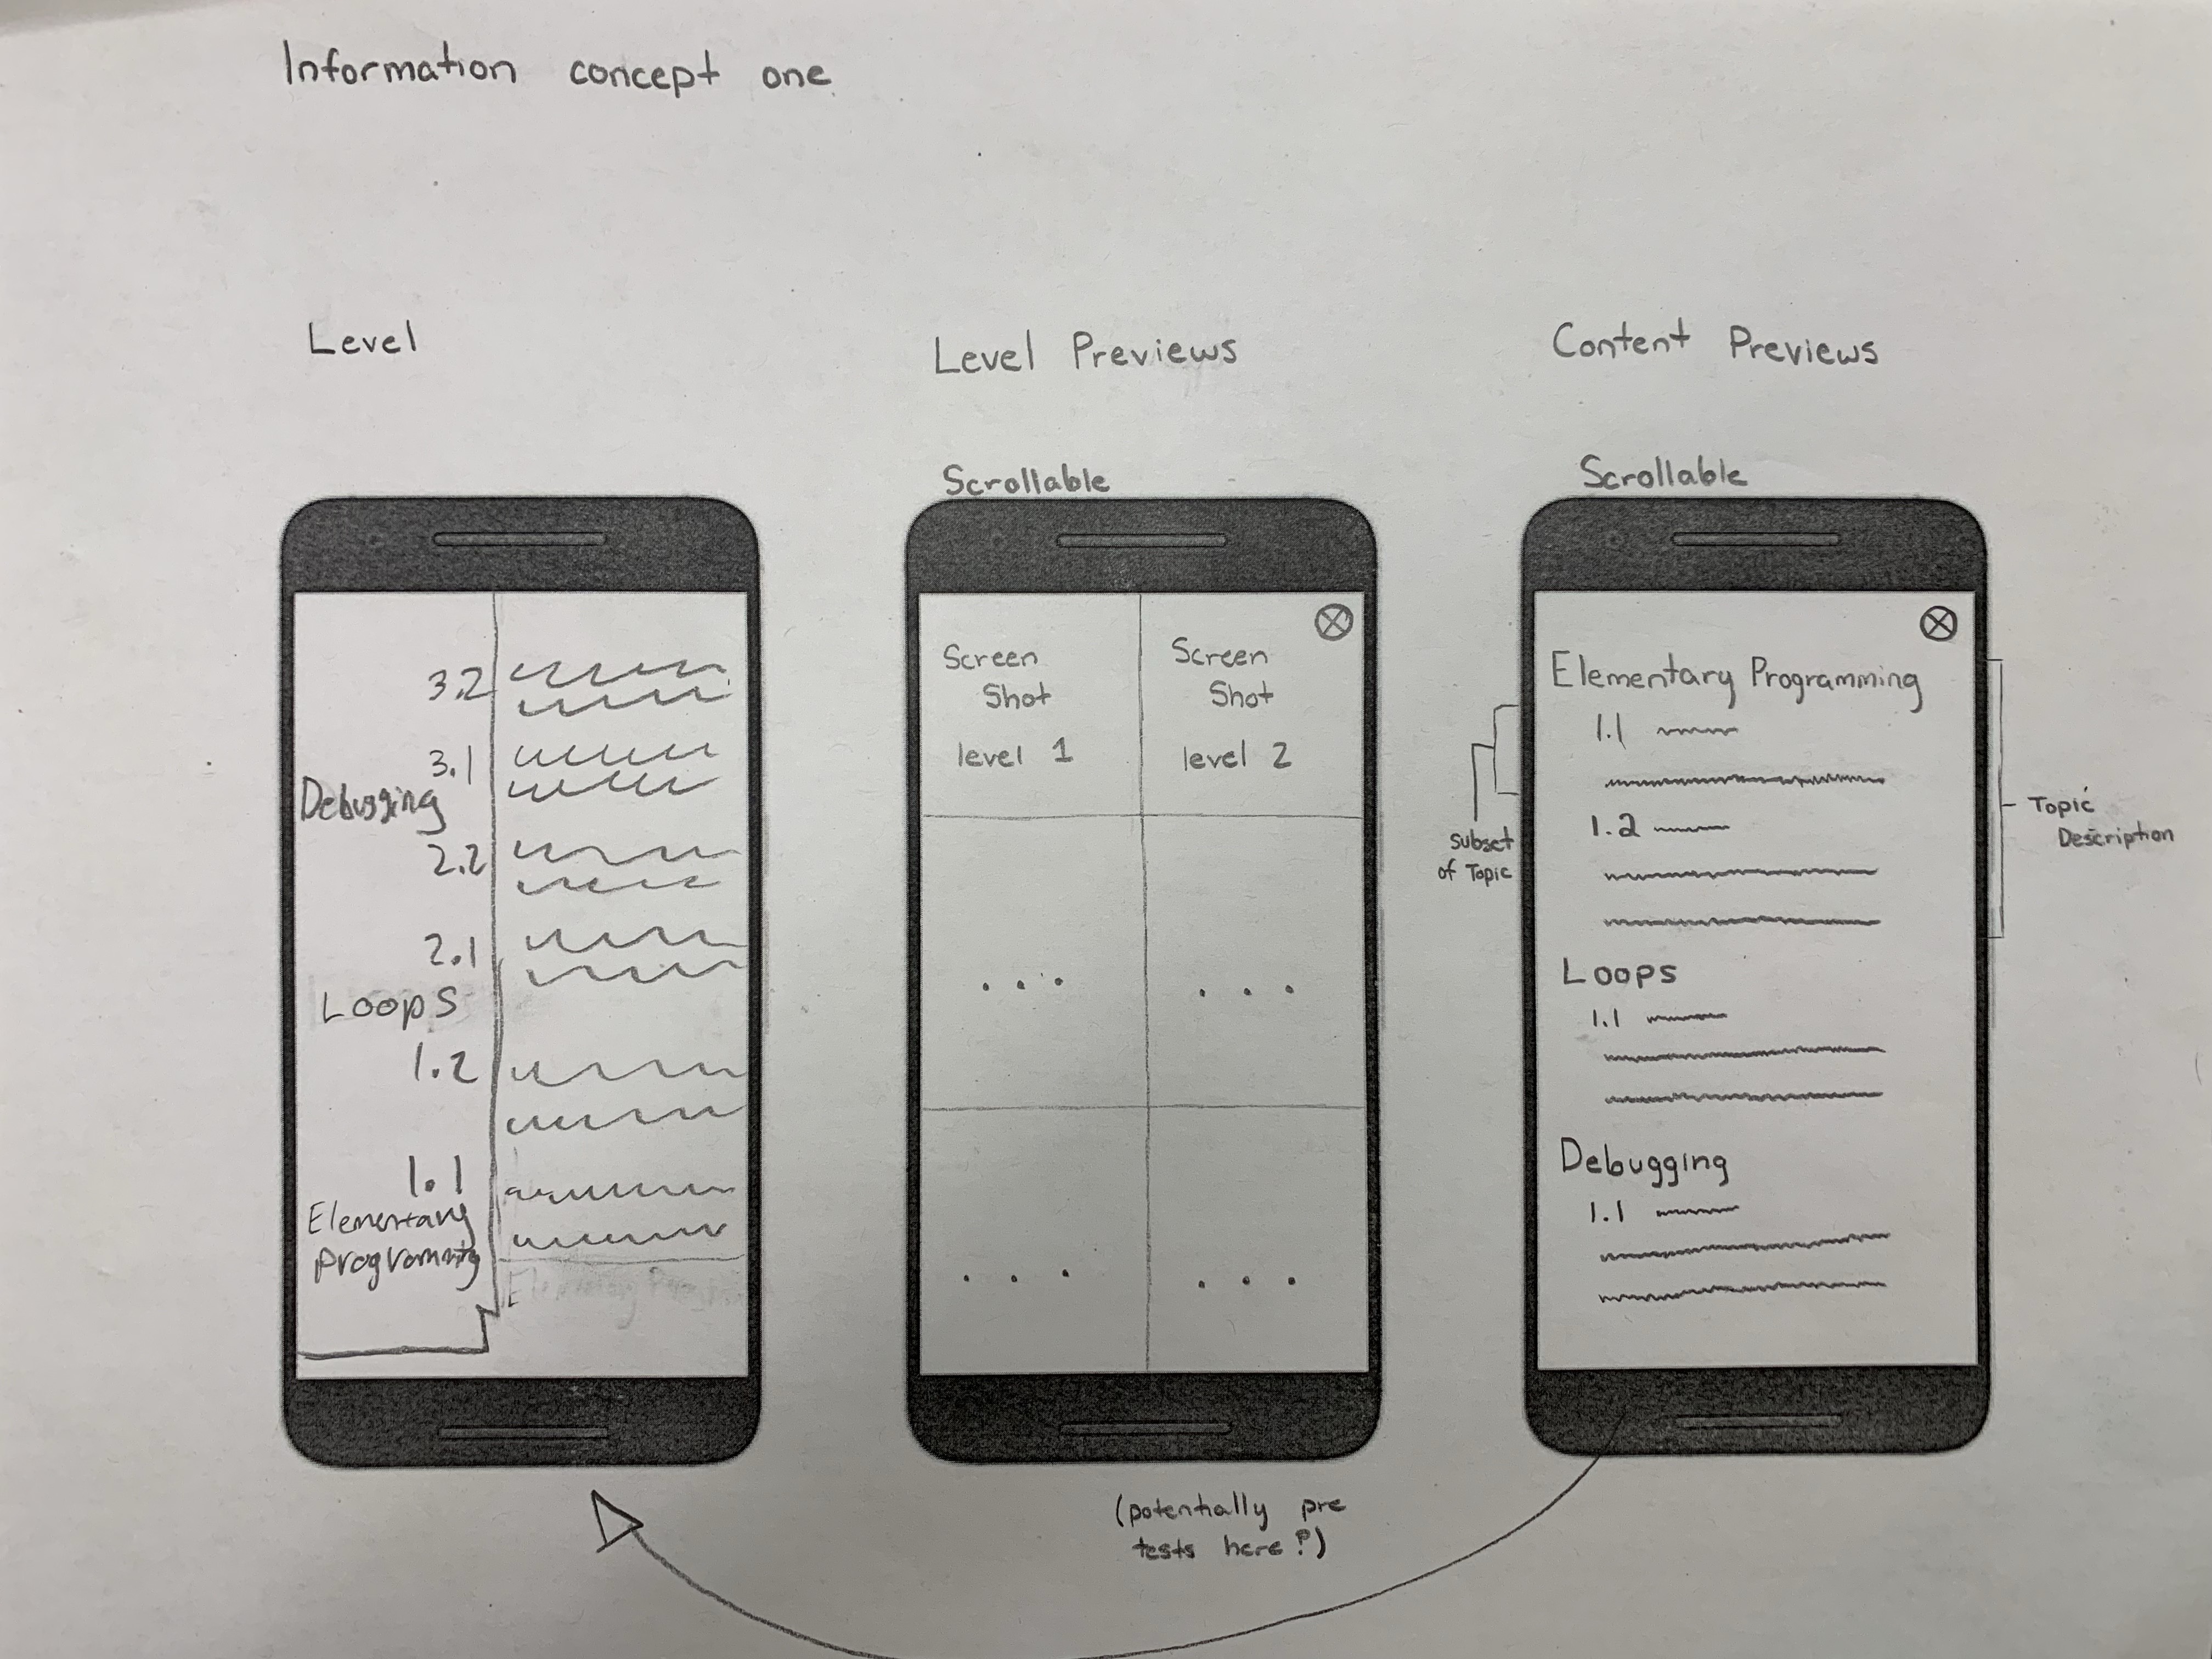 Information concept one
Level
Level Previews
Content Previews
Scrollable
Scrollable
3.2
3.1
Debugging
2.2
2.1
Loops
1.2
1.1
Elementary
Programming
Screen
Shot
level 1
Screen
Shot
level 2
. . .
. . .
. . .
. . .
Subset
of Topic
Elementary Programming
1.1
1.2
Loops
1.1
Debugging
1.1
Topic
Description
(potentially pre
tests here?)